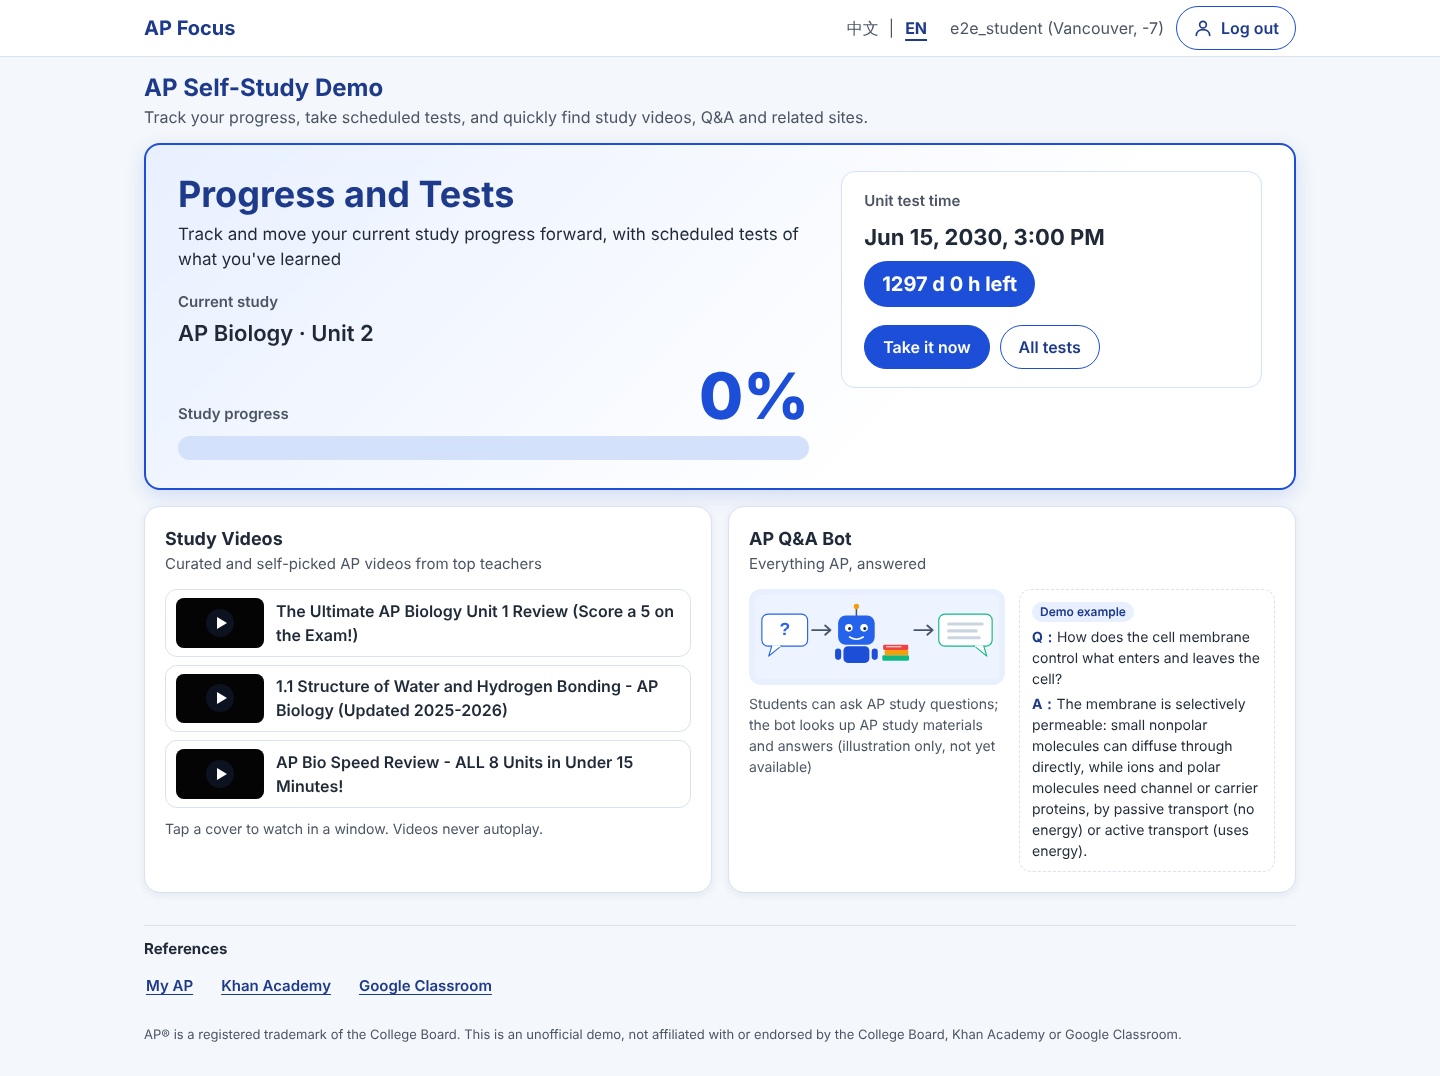 AP Focus
中文 | EN
e2e_student (Vancouver, -7)
Log out
AP Self-Study Demo
Track your progress, take scheduled tests, and quickly find study videos, Q&A and related sites.
Progress and Tests
Track and move your current study progress forward, with scheduled tests of
what you've learned
Current study
AP Biology · Unit 2
Study progress
0%
Unit test time
Jun 15, 2030, 3:00 PM
1297 d 0 h left
Take it now
All tests
Study Videos
Curated and self-picked AP videos from top teachers
The Ultimate AP Biology Unit 1 Review (Score a 5 on
the Exam!)
1.1 Structure of Water and Hydrogen Bonding - AP
Biology (Updated 2025-2026)
AP Bio Speed Review - ALL 8 Units in Under 15
Minutes!
Tap a cover to watch in a window. Videos never autoplay.
AP Q&A Bot
Everything AP, answered
?
Students can ask AP study questions;
the bot looks up AP study materials
and answers (illustration only, not yet
available)
Demo example
Q : How does the cell membrane
control what enters and leaves the
cell?
A : The membrane is selectively
permeable: small nonpolar
molecules can diffuse through
directly, while ions and polar
molecules need channel or carrier
proteins, by passive transport (no
energy) or active transport (uses
energy).
References
My AP
Khan Academy
Google Classroom
AP® is a registered trademark of the College Board. This is an unofficial demo, not affiliated with or endorsed by the College Board, Khan Academy or Google Classroom.